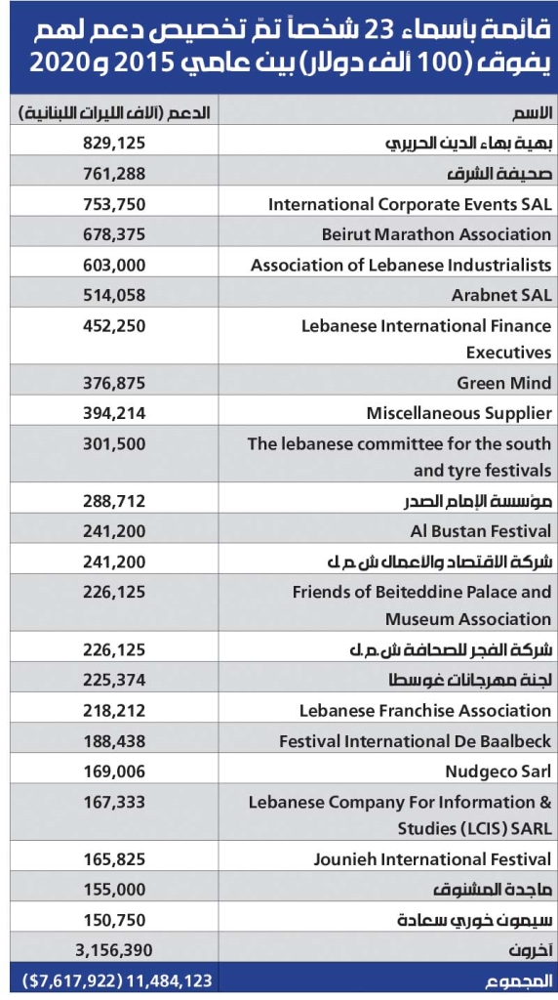 قائمة بأسماء 23 شخصاً تمّ تخصيص دعم لهم
يفوق (100 ألف دولار) بين عامي 2015 و2020
الاسم الدعم (آلاف الليرات اللبنانية)
بهية بهاء الدين الحريري 829,125
صحيفة الشرق 761,288
International Corporate Events SAL 753,750
Beirut Marathon Association 678,375
Association of Lebanese Industrialists 603,000
Arabnet SAL 514,058
Lebanese International Finance 452,250
Executives
Green Mind 376,875
Miscellaneous Supplier 394,214
The lebanese committee for the south 301,500
and tyre festivals
مؤسسة الإمام الصدر 288,712
Al Bustan Festival 241,200
شركة الاقتصاد والأعمال ش.م.ل 241,200
Friends of Beiteddine Palace and 226,125
Museum Association
شركة الفجر للصحافة ش.م.ل 226,125
لجنة مهرجانات غوسطا 225,374
Lebanese Franchise Association 218,212
Festival International De Baalbeck 188,438
Nudgeco Sarl 169,006
Lebanese Company For Information & 167,333
Studies (LCIS) SARL
Jounieh International Festival 165,825
ماجدة المشنوق 155,000
سيمون خوري سعادة 150,750
آخرون 3,156,390
المجموع 11,484,123 ($7,617,922)